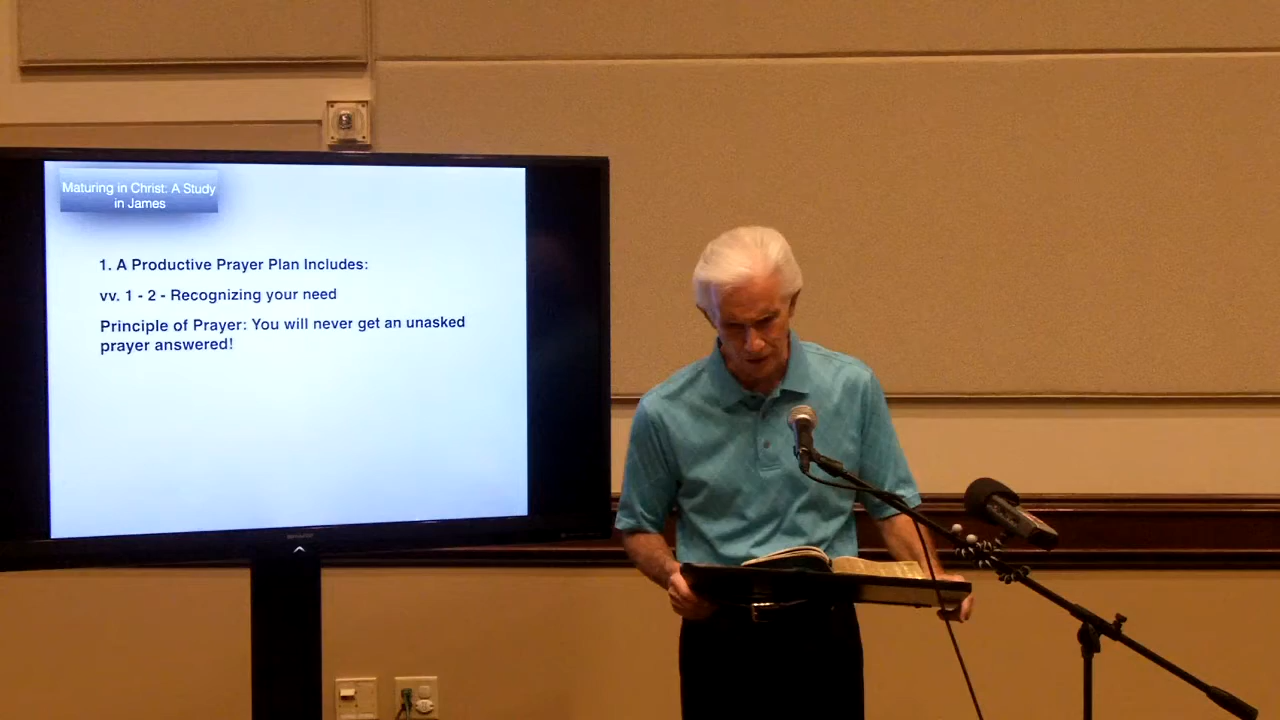 Maturing in Christ: A Study
in James
1. A Productive Prayer Plan Includes:
vv. 1 - 2 - Recognizing your need
Principle of Prayer: You will never get an unasked
prayer answered!